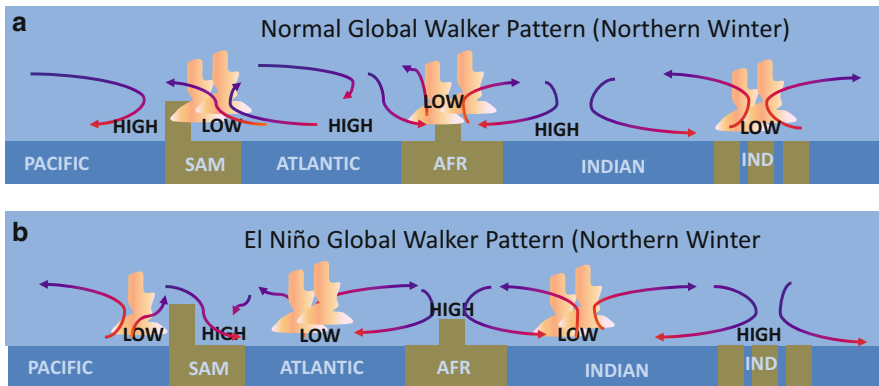 a
Normal Global Walker Pattern (Northern Winter)
HIGH LOW HIGH LOW HIGH LOW
PACIFIC SAM ATLANTIC AFR INDIAN IND
b
El Niño Global Walker Pattern (Northern Winter
LOW HIGH LOW HIGH LOW HIGH
PACIFIC SAM ATLANTIC AFR INDIAN IND